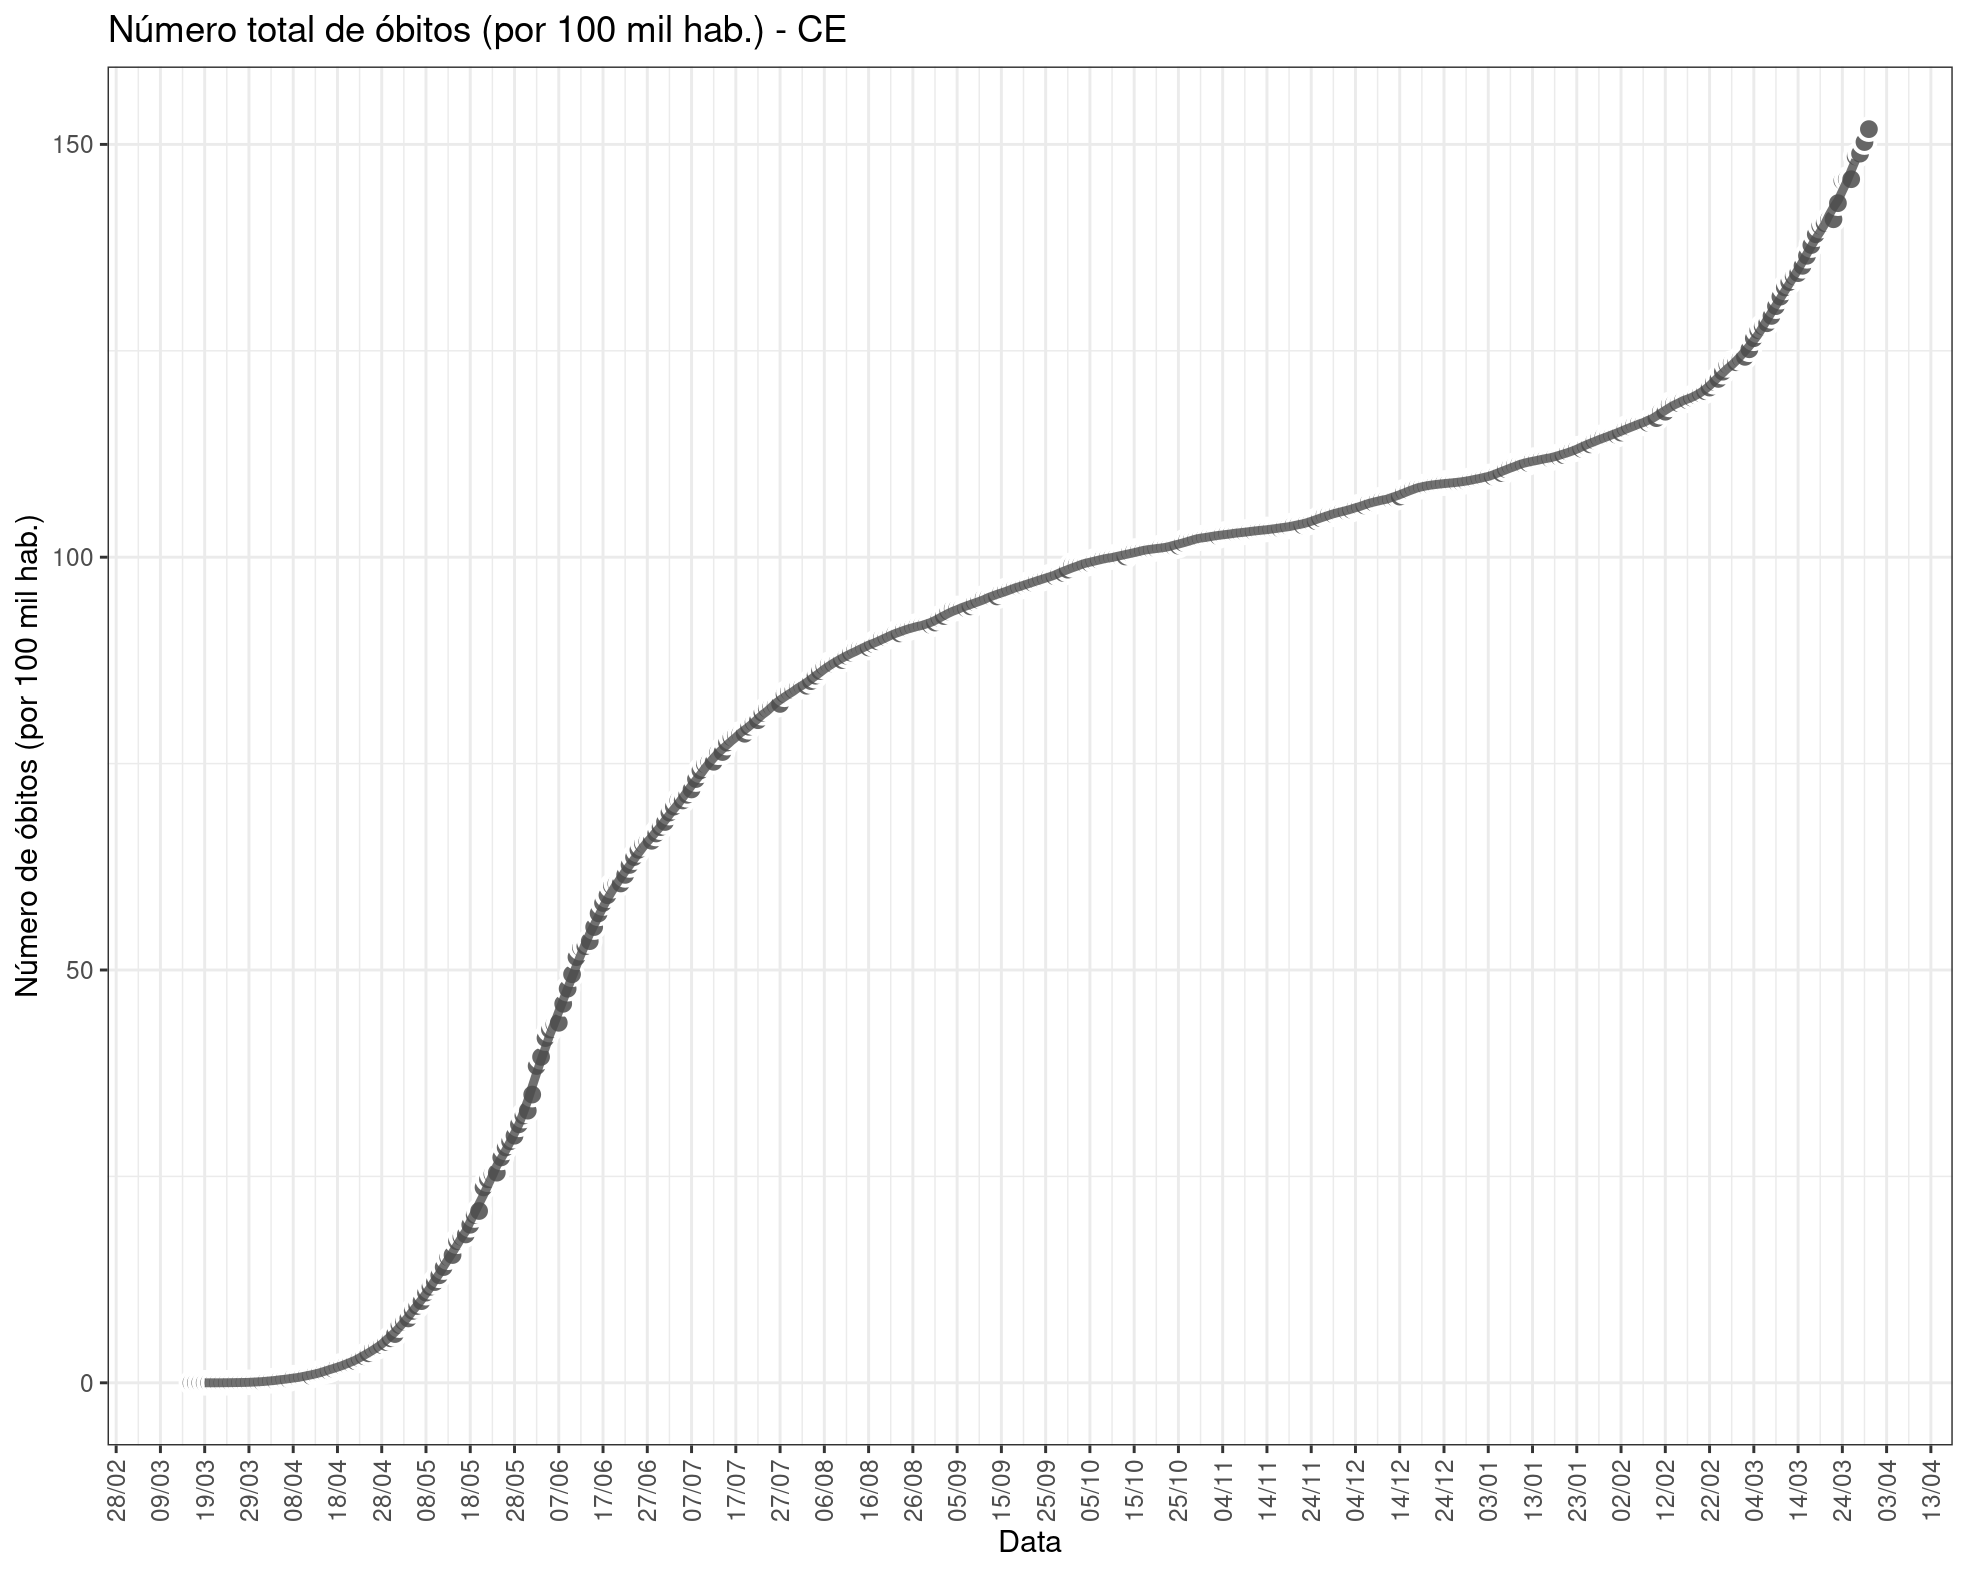 Número total de óbitos (por 100 mil hab.) - CE
Número de óbitos (por 100 mil hab.)
150
100
50
0
28/02 09/03 19/03 29/03 08/04 18/04 28/04 08/05 18/05 28/05 07/06 17/06 27/06 07/07 17/07 27/07 06/08 16/08 26/08 05/09 15/09 25/09 05/10 15/10 25/10 04/11 14/11 24/11 04/12 14/12 24/12 03/01 13/01 23/01 02/02 12/02 22/02 04/03 14/03 24/03 03/04 13/04
Data